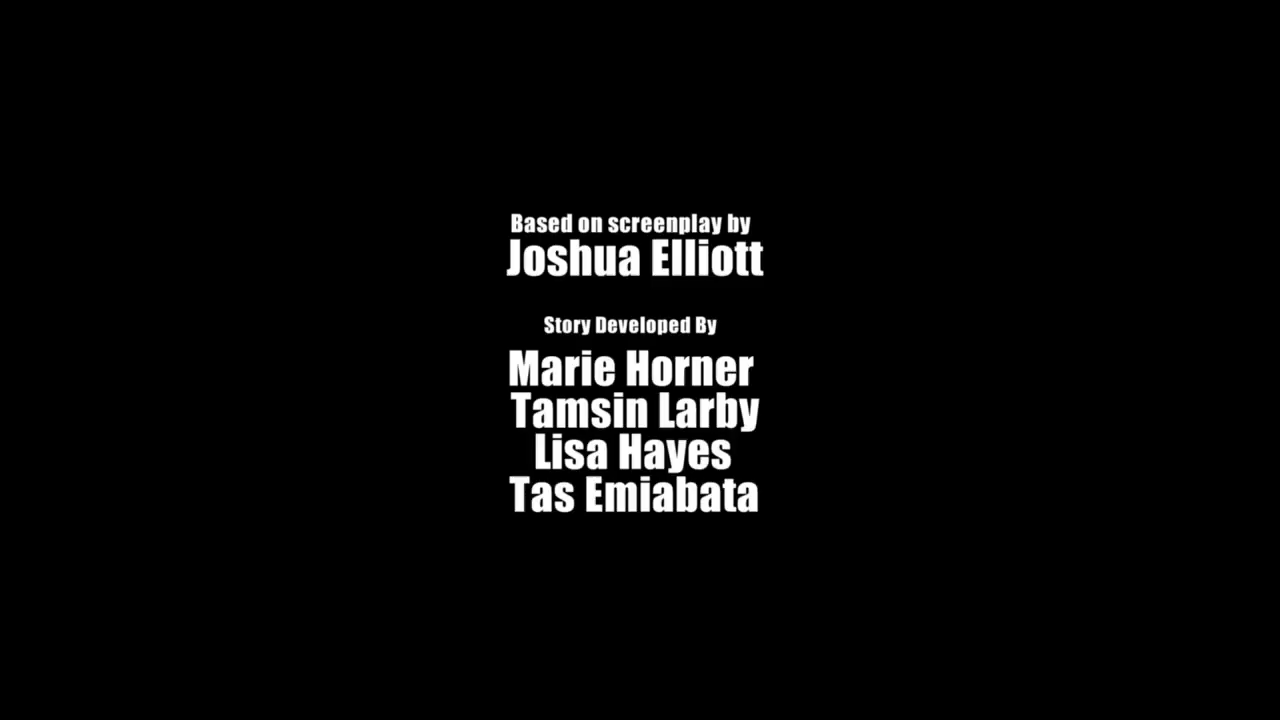 Based on screenplay by
Joshua Elliott
Story Developed By
Marie Horner
Tamsin Larby
Lisa Hayes
Tas Emiabata